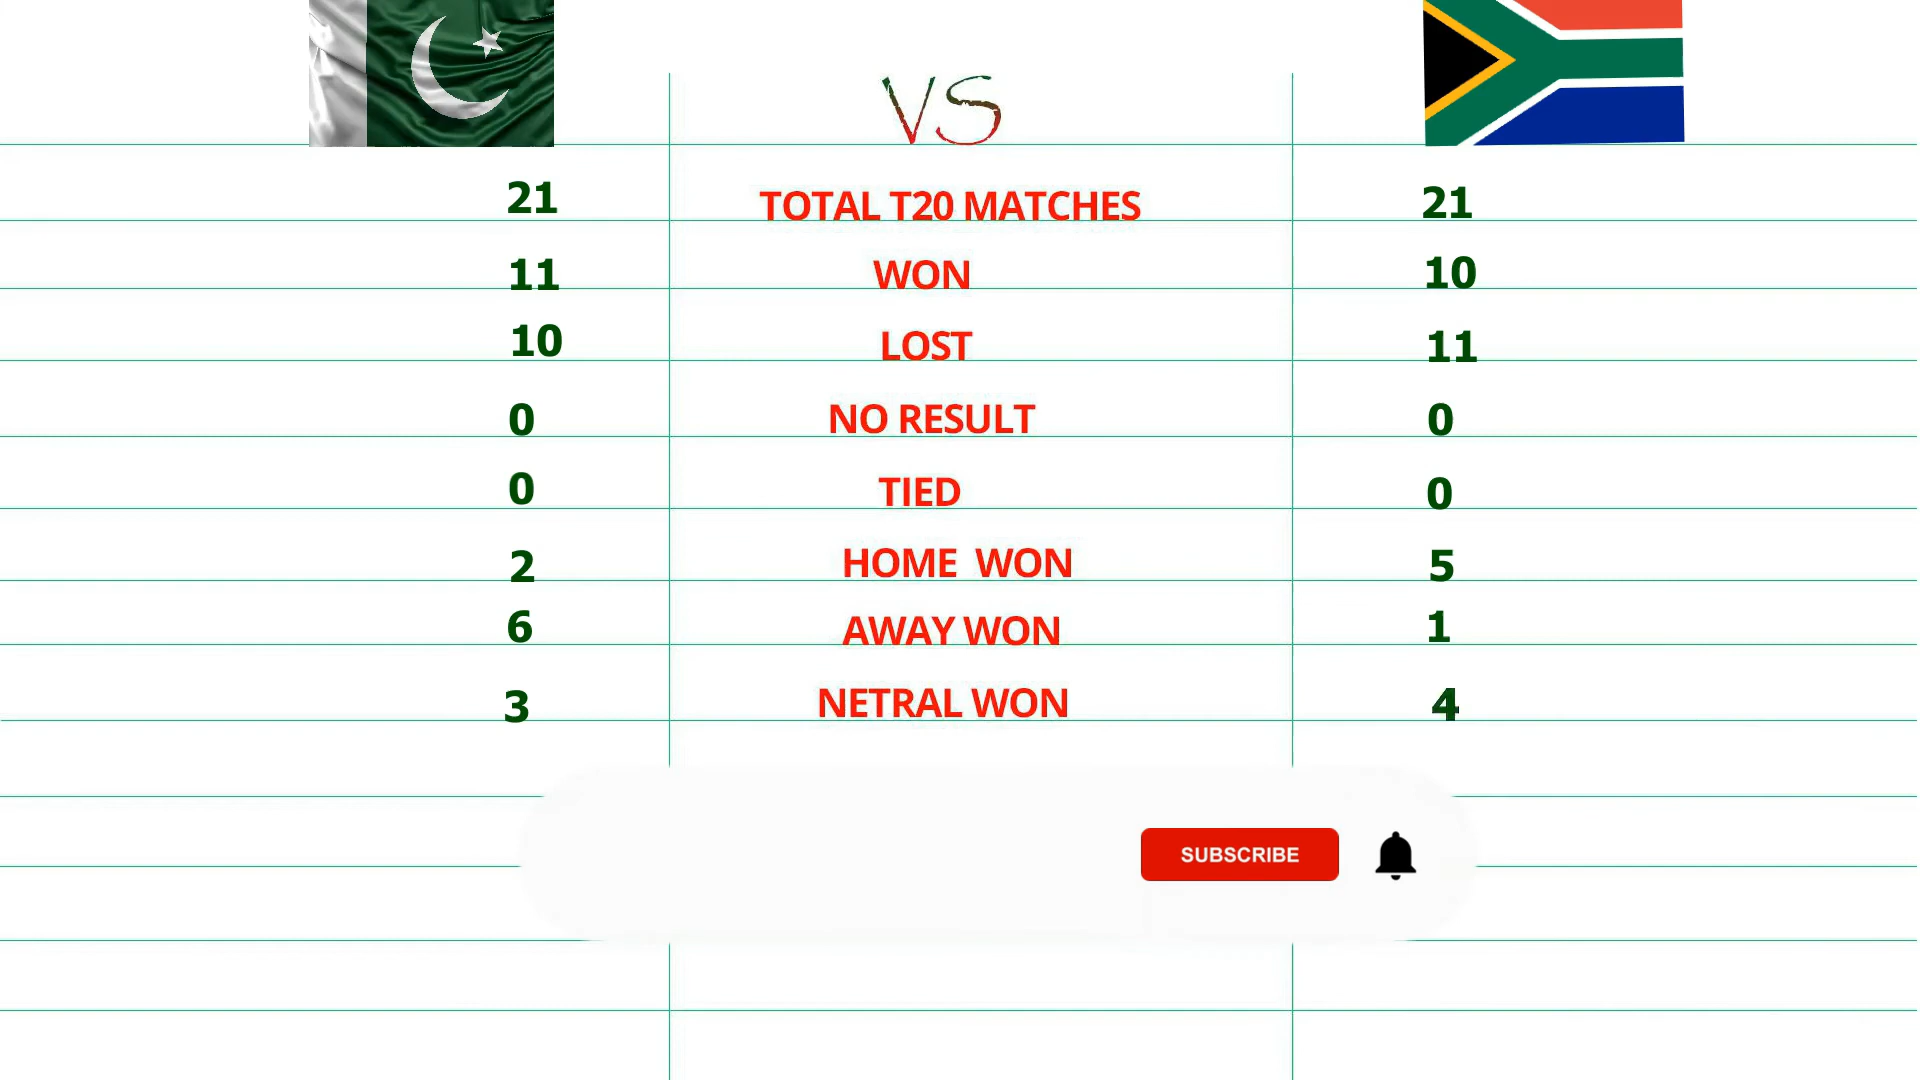 VS
21 TOTAL T20 MATCHES 21
11 WON 10
10 LOST 11
0 NO RESULT 0
0 TIED 0
2 HOME WON 5
6 AWAY WON 1
3 NETRAL WON 4
SUBSCRIBE